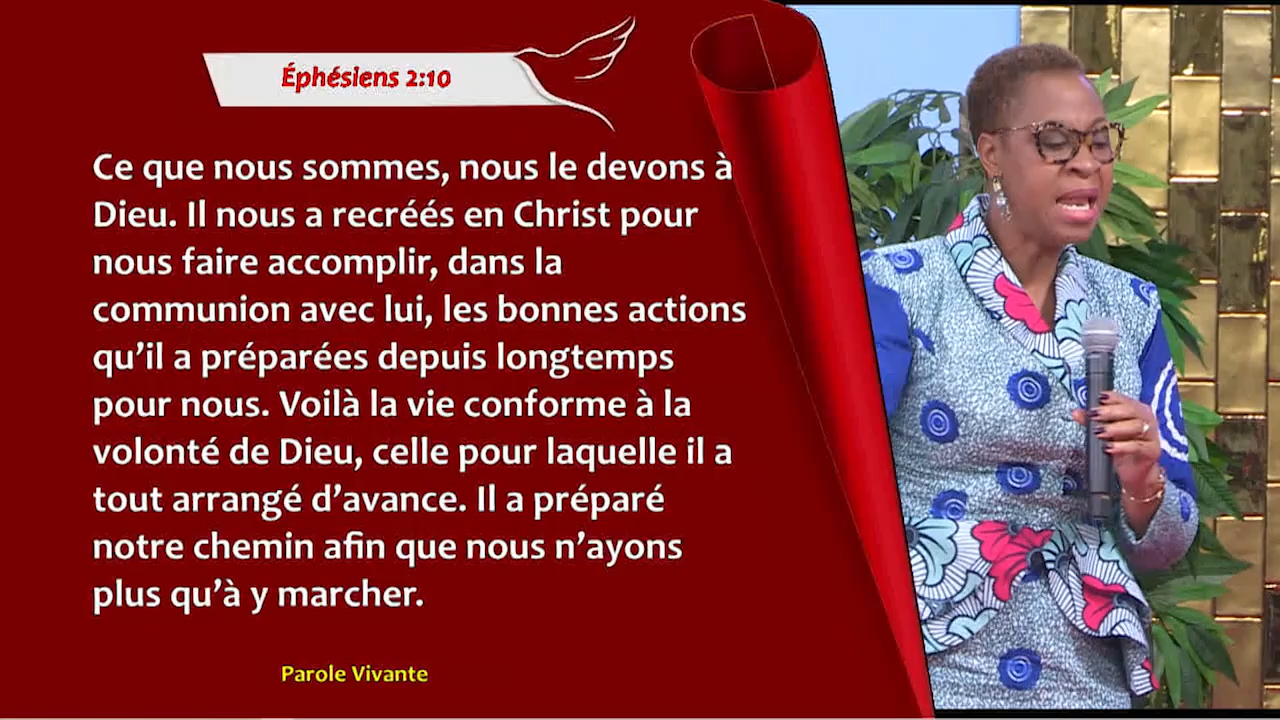 Éphésiens 2:10
Ce que nous sommes, nous le devons à
Dieu. Il nous a recréés en Christ pour
nous faire accomplir, dans la
communion avec lui, les bonnes actions
qu’il a préparées depuis longtemps
pour nous. Voilà la vie conforme à la
volonté de Dieu, celle pour laquelle il a
tout arrangé d’avance. Il a préparé
notre chemin afin que nous n’ayons
plus qu’à y marcher.
Parole Vivante